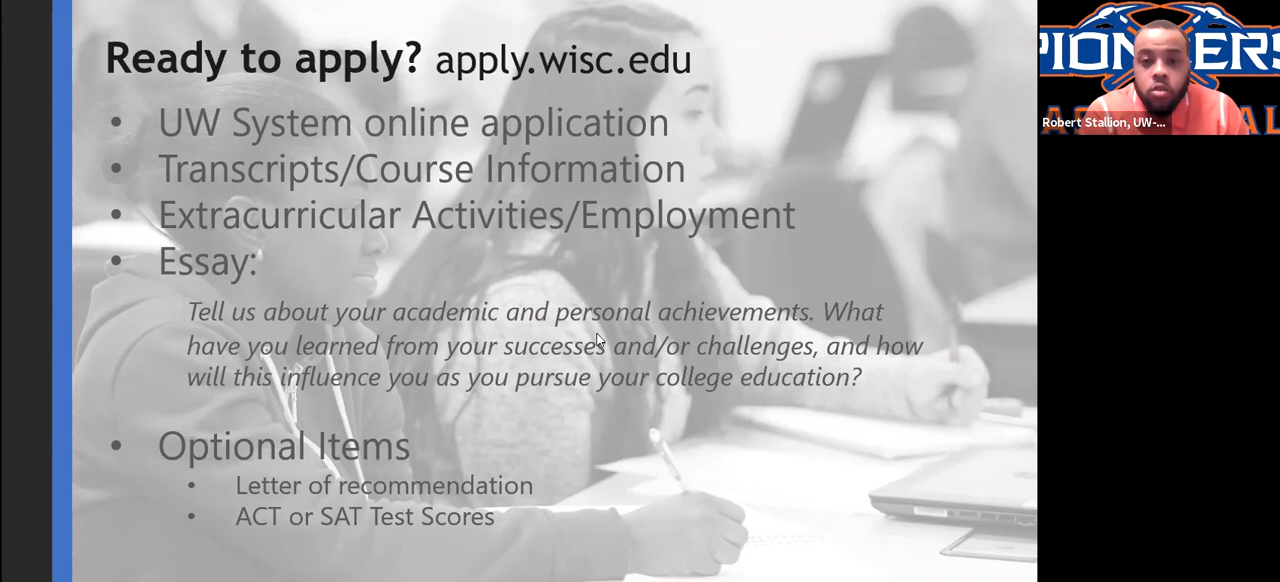 Ready to apply? apply.wisc.edu
• UW System online application
• Transcripts/Course Information
• Extracurricular Activities/Employment
• Essay:
Tell us about your academic and personal achievements. What
have you learned from your successes and/or challenges, and how
will this influence you as you pursue your college education?
• Optional Items
• Letter of recommendation
• ACT or SAT Test Scores
Robert Stallion, UW-...